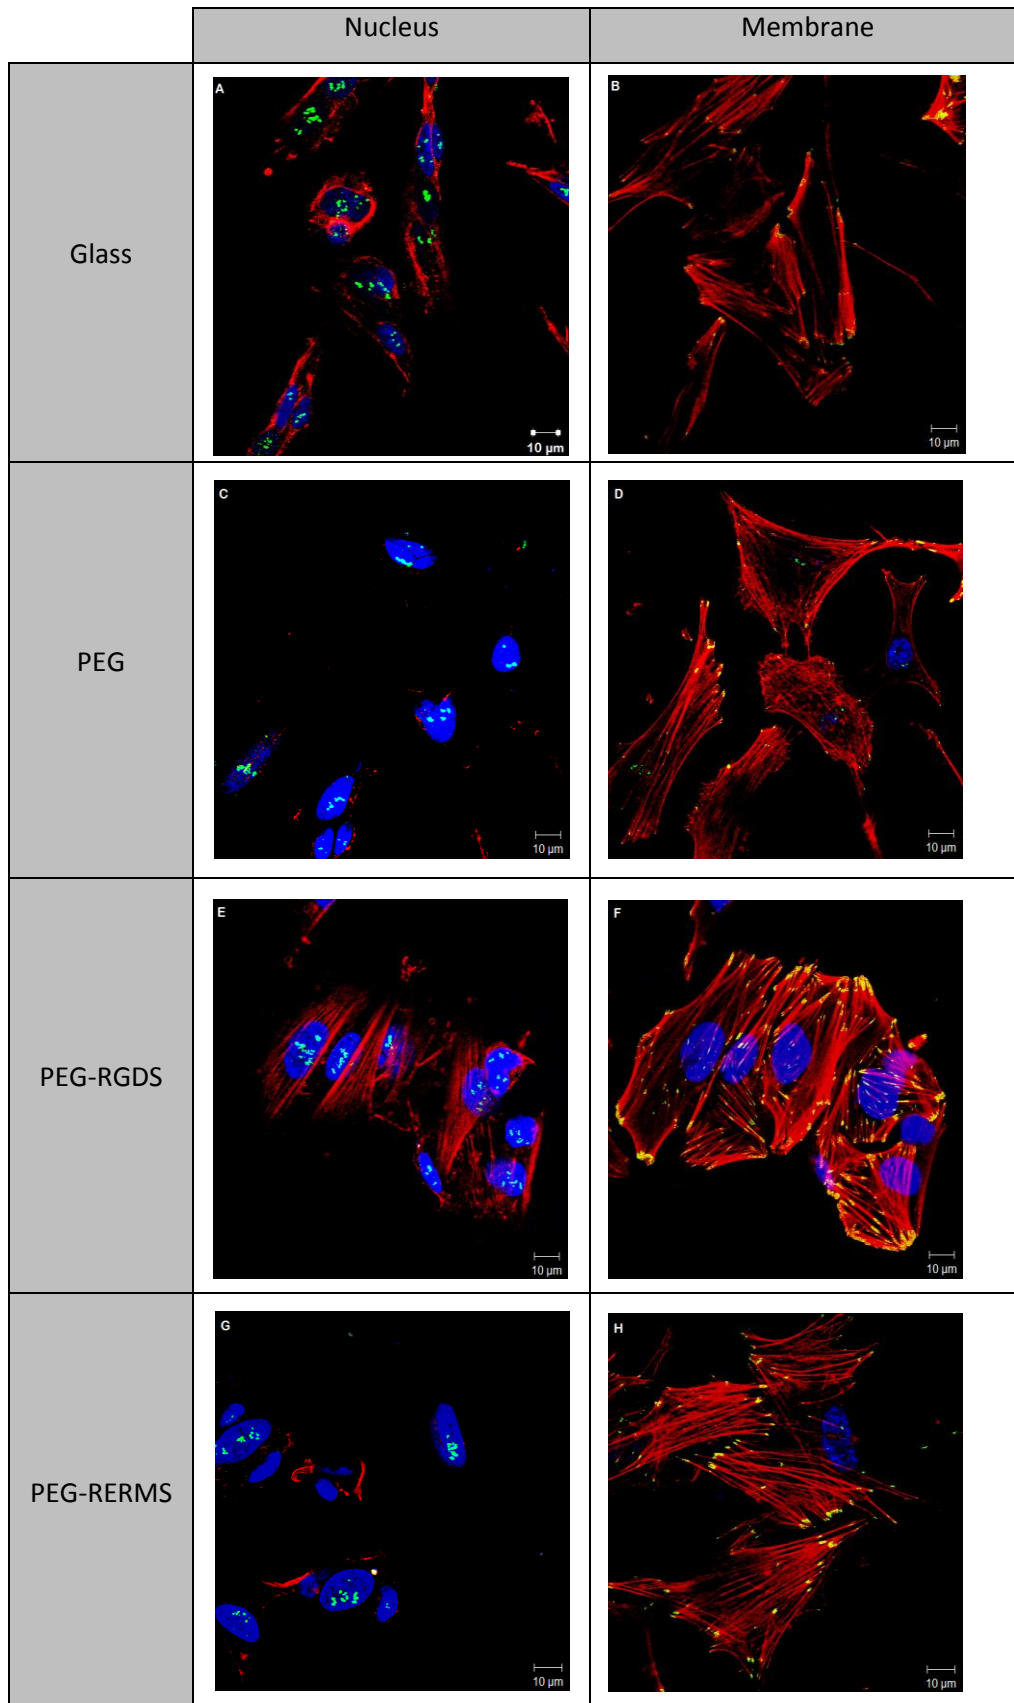 Nucleus
Membrane
Glass
A
10 µm
B
10 µm
PEG
C
10 µm
D
10 µm
PEG-RGDS
E
10 µm
F
10 µm
PEG-RERMS
G
10 µm
H
10 µm